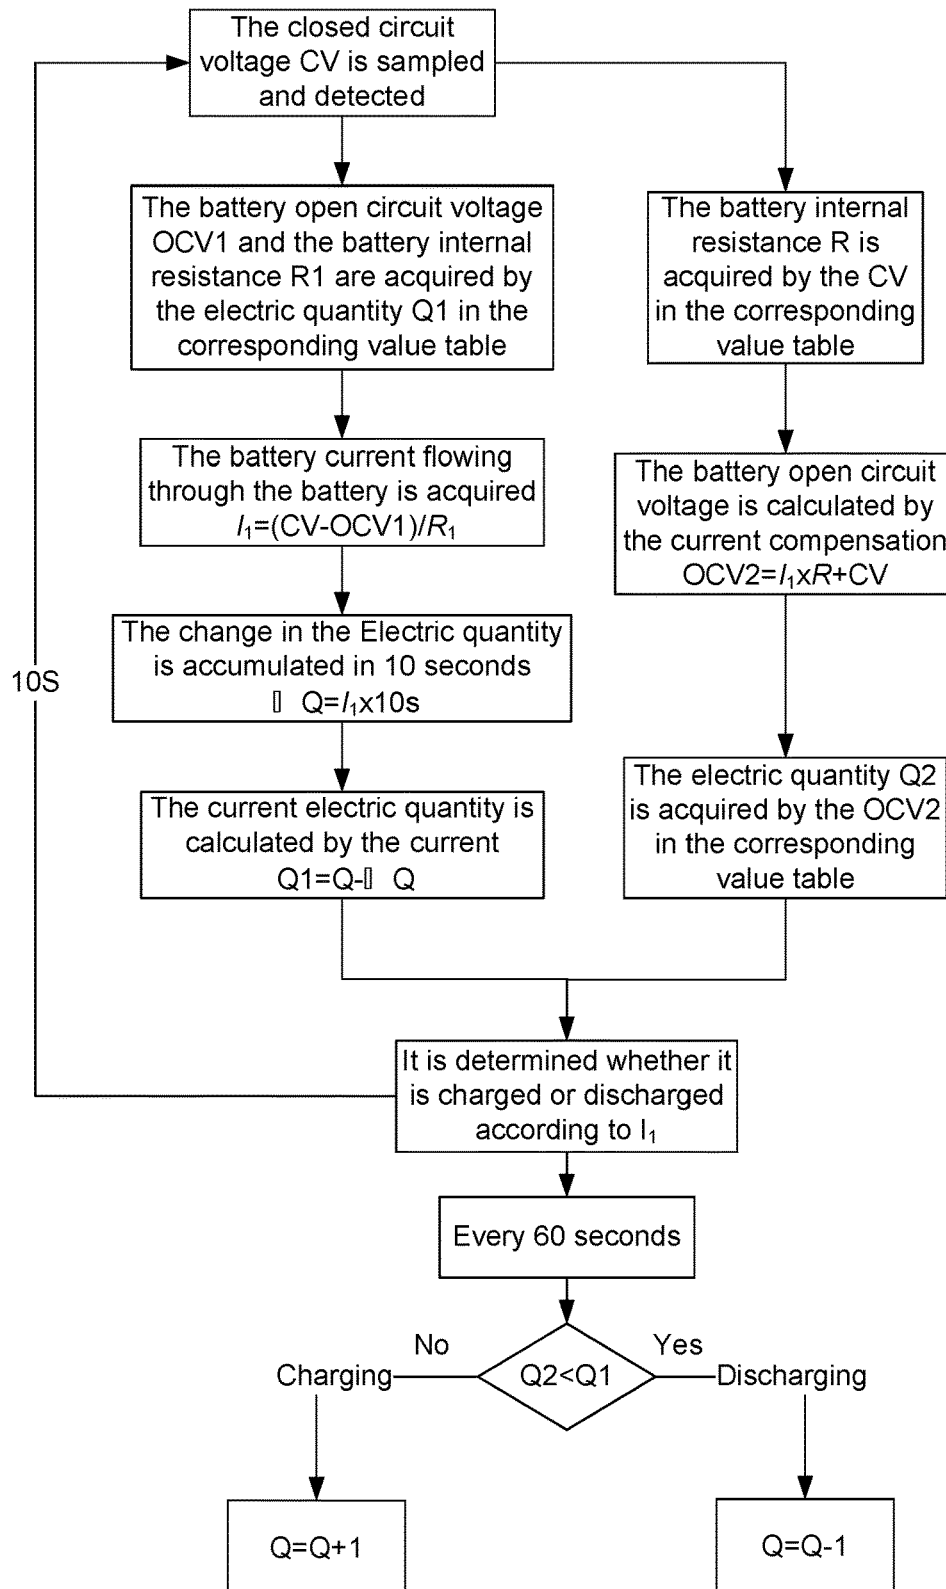 The closed circuit
voltage CV is sampled
and detected
The battery open circuit voltage
OCV1 and the battery internal
resistance R1 are acquired by
the electric quantity Q1 in the
corresponding value table
The battery internal
resistance R is
acquired by the CV
in the corresponding
value table
The battery current flowing
through the battery is acquired
I₁=(CV-OCV1)/R₁
The battery open circuit
voltage is calculated by
the current compensation
OCV2=I₁xR+CV
The change in the Electric quantity
is accumulated in 10 seconds
▯ Q=I₁x10s
10S
The current electric quantity is
calculated by the current
Q1=Q-▯ Q
The electric quantity Q2
is acquired by the OCV2
in the corresponding
value table
It is determined whether it
is charged or discharged
according to I₁
Every 60 seconds
No
Yes
Charging
Q2<Q1
Discharging
Q=Q+1
Q=Q-1